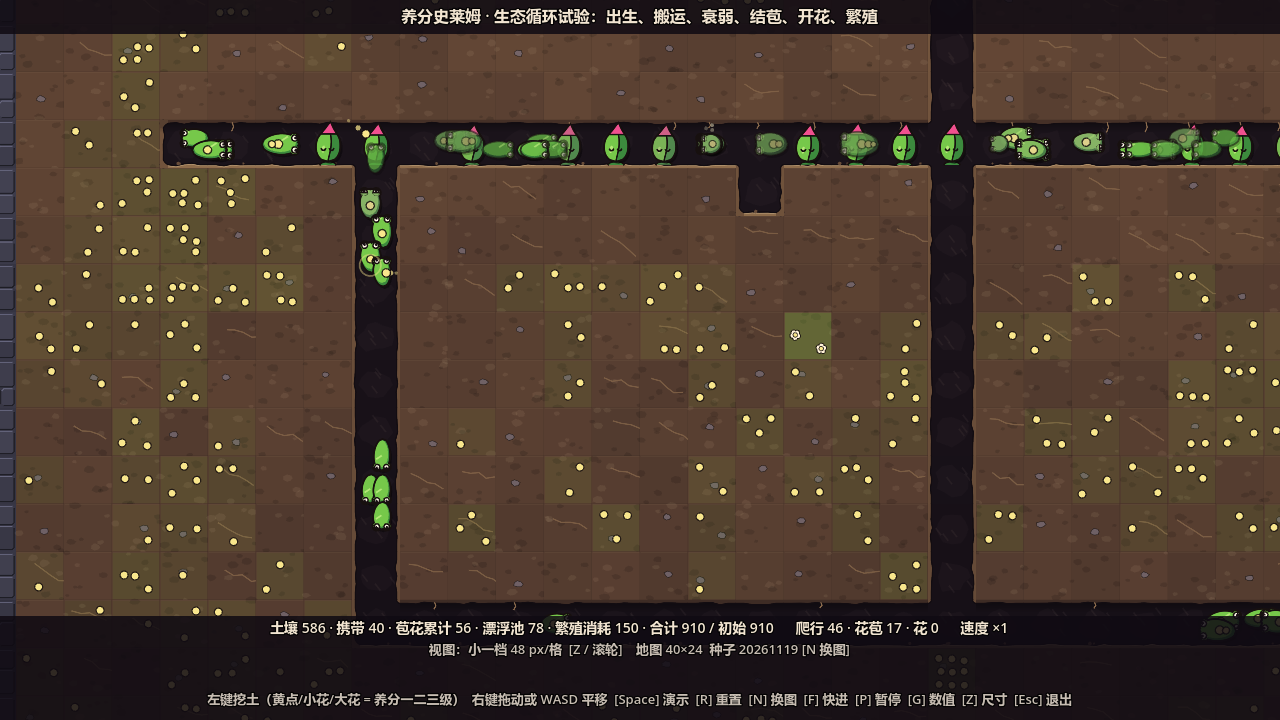 养分史莱姆 · 生态循环试验：出生、搬运、衰弱、结苞、开花、繁殖
土壤 586 · 携带 40 · 苞花累计 56 · 漂浮池 78 · 繁殖消耗 150 · 合计 910 / 初始 910 爬行 46 · 花苞 17 · 花 0 速度 ×1
视图：小一档 48 px/格 [Z / 滚轮] 地图 40×24 种子 20261119 [N 换图]
左键挖土（黄点/小花/大花 = 养分一二三级） 右键拖动或 WASD 平移 [Space] 演示 [R] 重置 [N] 换图 [F] 快进 [P] 暂停 [G] 数值 [Z] 尺寸 [Esc] 退出